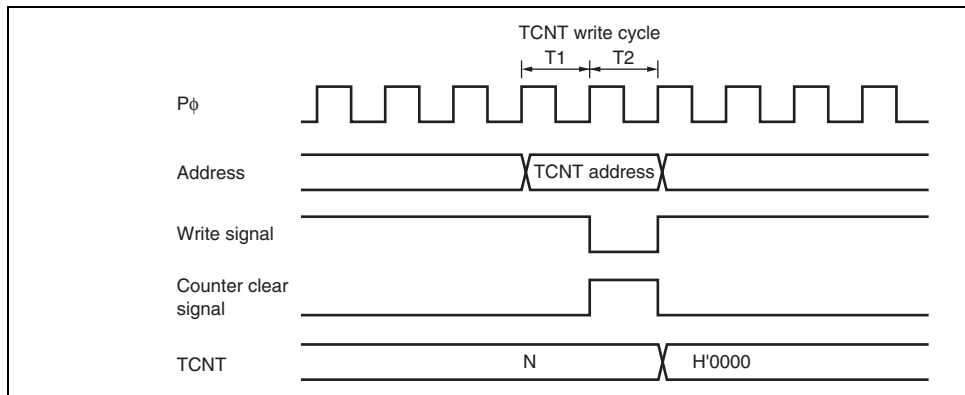 TCNT write cycle
T1 T2
Pϕ
Address
TCNT address
Write signal
Counter clear
signal
TCNT
N
H'0000